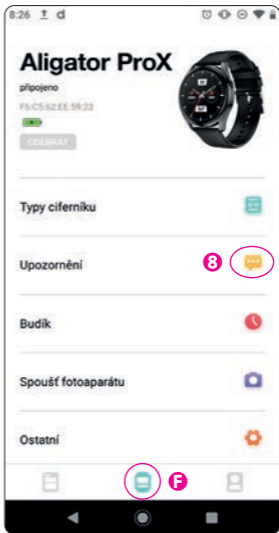 8:26
Aligator ProX
připojeno
F6:C5:62:EE:59:23
ODEBRAT
Typy ciferníku
Upozornění
8
Budík
Spoušť fotoaparátu
Ostatní
F